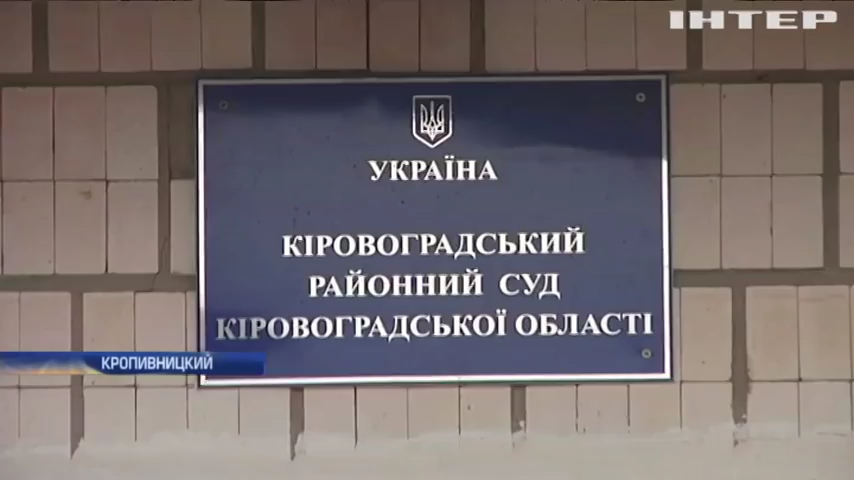 ІНТЕР
УКРАЇНА
КІРОВОГРАДСЬКИЙ
РАЙОННИЙ СУД
КІРОВОГРАДСЬКОЇ ОБЛАСТІ
КРОПИВНИЦКИЙ